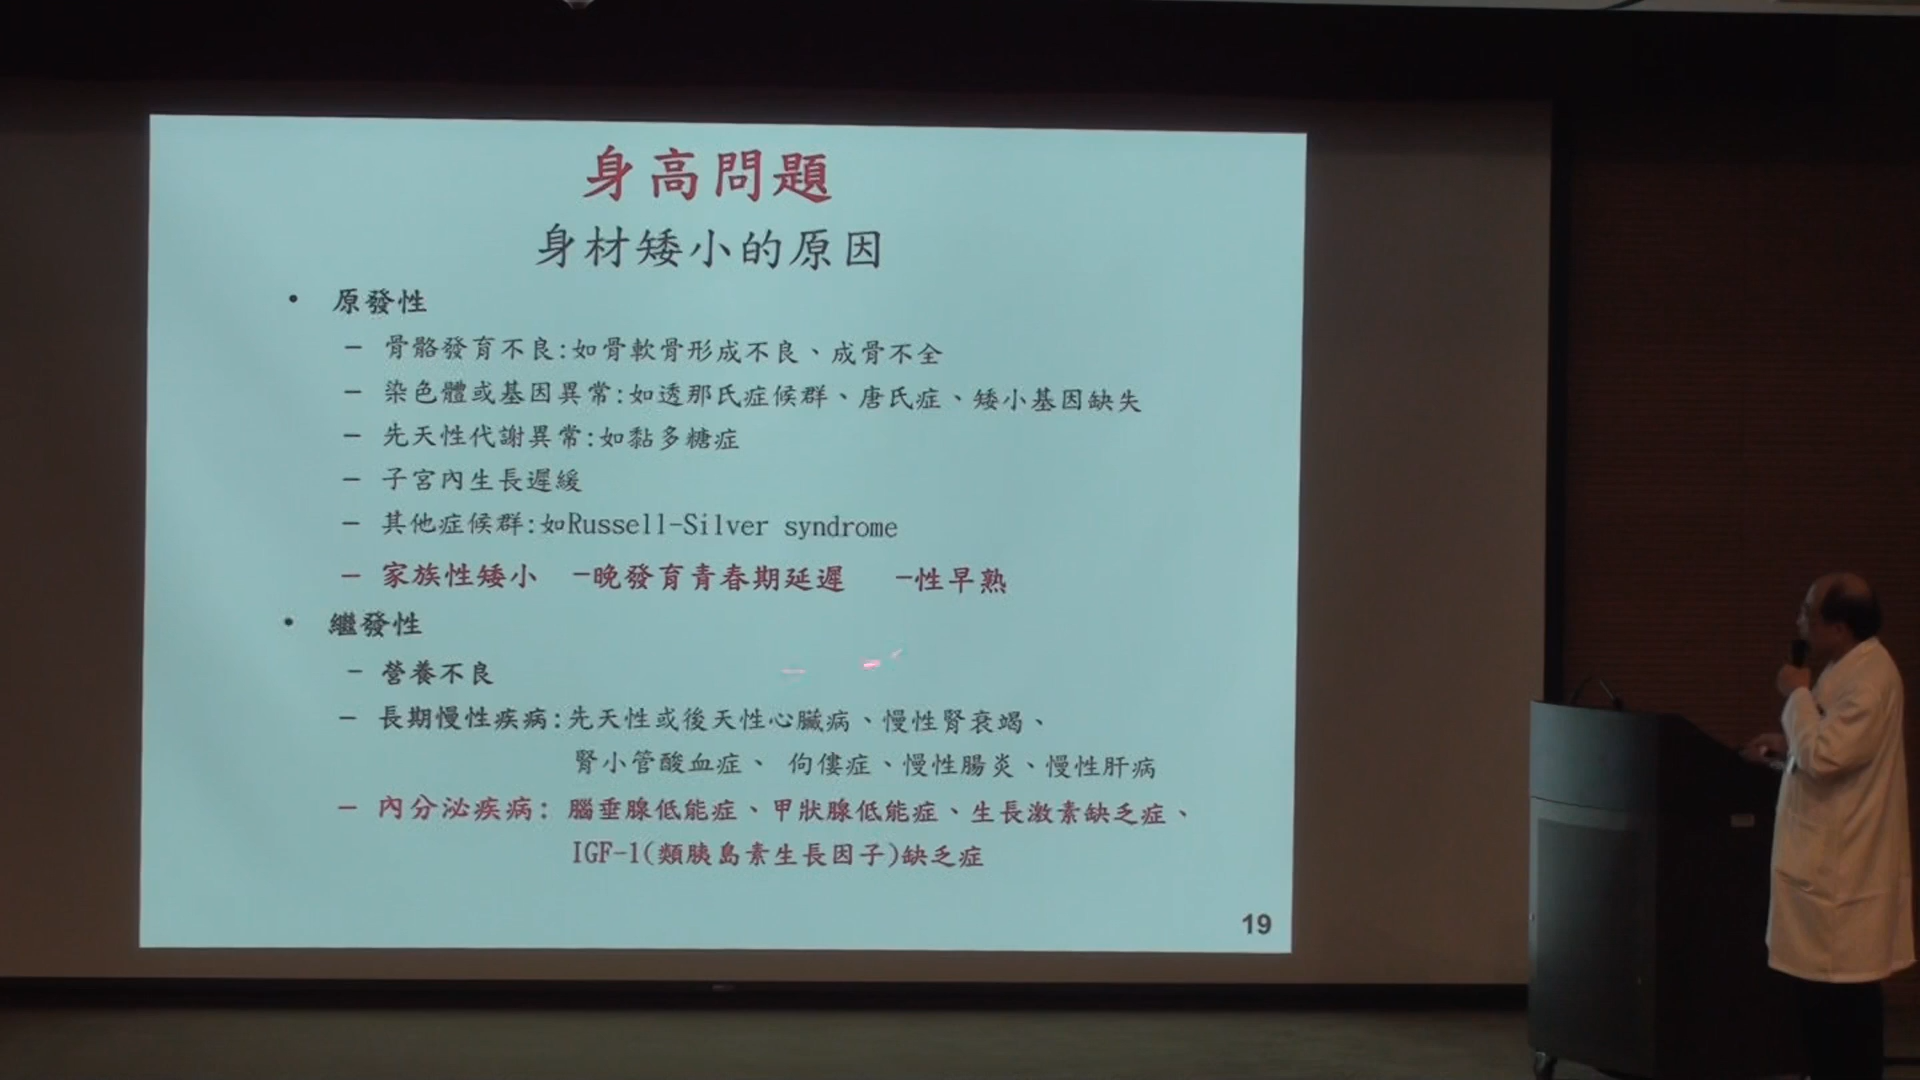 身高問題
身材矮小的原因
• 原發性
– 骨骼發育不良:如骨軟骨形成不良、成骨不全
– 染色體或基因異常:如透那氏症候群、唐氏症、矮小基因缺失
– 先天性代謝異常:如黏多糖症
– 子宮內生長遲緩
– 其他症候群:如Russell-Silver syndrome
– 家族性矮小 –晚發育青春期延遲 –性早熟
• 繼發性
– 營養不良
– 長期慢性疾病:先天性或後天性心臟病、慢性腎衰竭、
腎小管酸血症、 佝僂症、慢性腸炎、慢性肝病
– 內分泌疾病: 腦垂腺低能症、甲狀腺低能症、生長激素缺乏症、
IGF-1(類胰島素生長因子)缺乏症
19